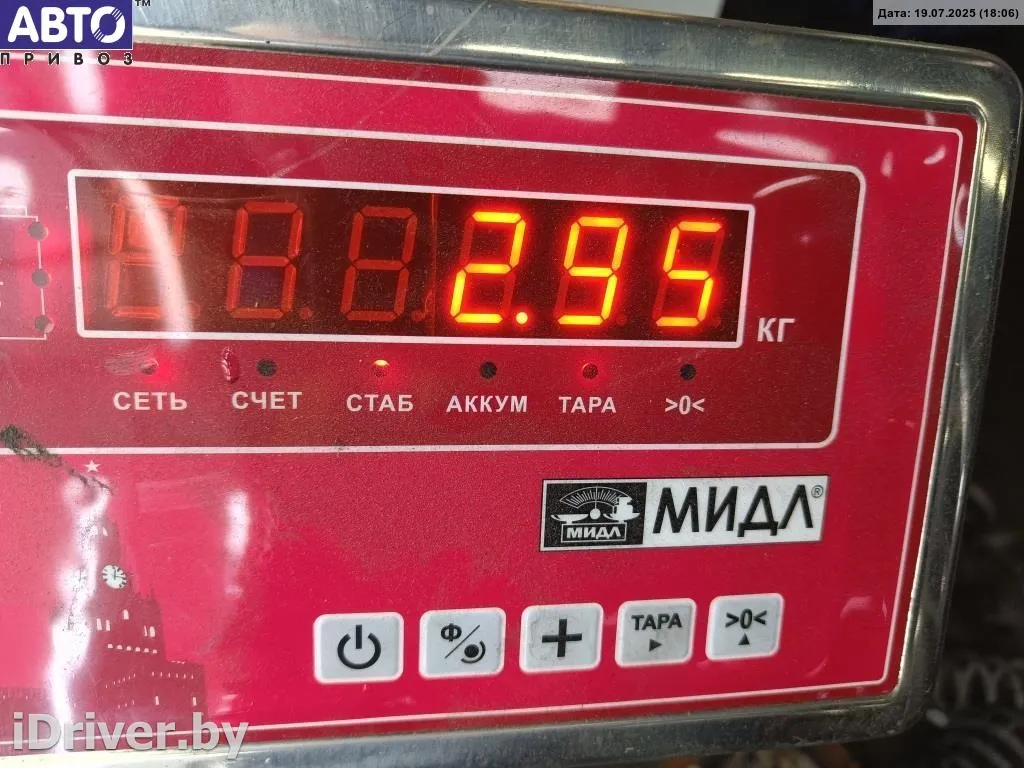 АВТО™
ПРИВОЗ
Дата: 19.07.2025 (18:06)
2.95
КГ
СЕТЬ СЧЕТ СТАБ АККУМ ТАРА >0<
МИДЛ МИДЛ®
Ф ТАРА >0<
iDriver.by